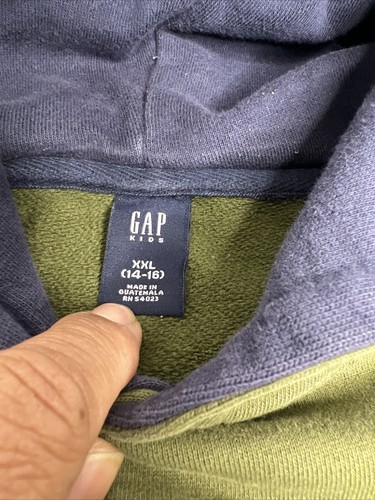 GAP
KIDS
XXL
(14-16)
MADE IN
GUATEMALA
RN 54023